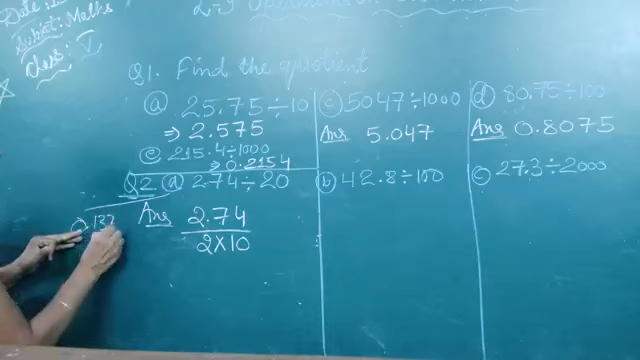 Subject: Maths
Class: V
Q1. Find the quotient
(a) 25.75÷10
⇒ 2.575
(e) 215.4÷1000
⇒ 0.2154
(c) 5047÷1000
Ans 5.047
(d) 80.75÷100
Ans 0.8075
Q2 (a) 2.74÷20
Ans 2.74
2×10
0.137
(b) 42.8÷100
(c) 27.3÷2000